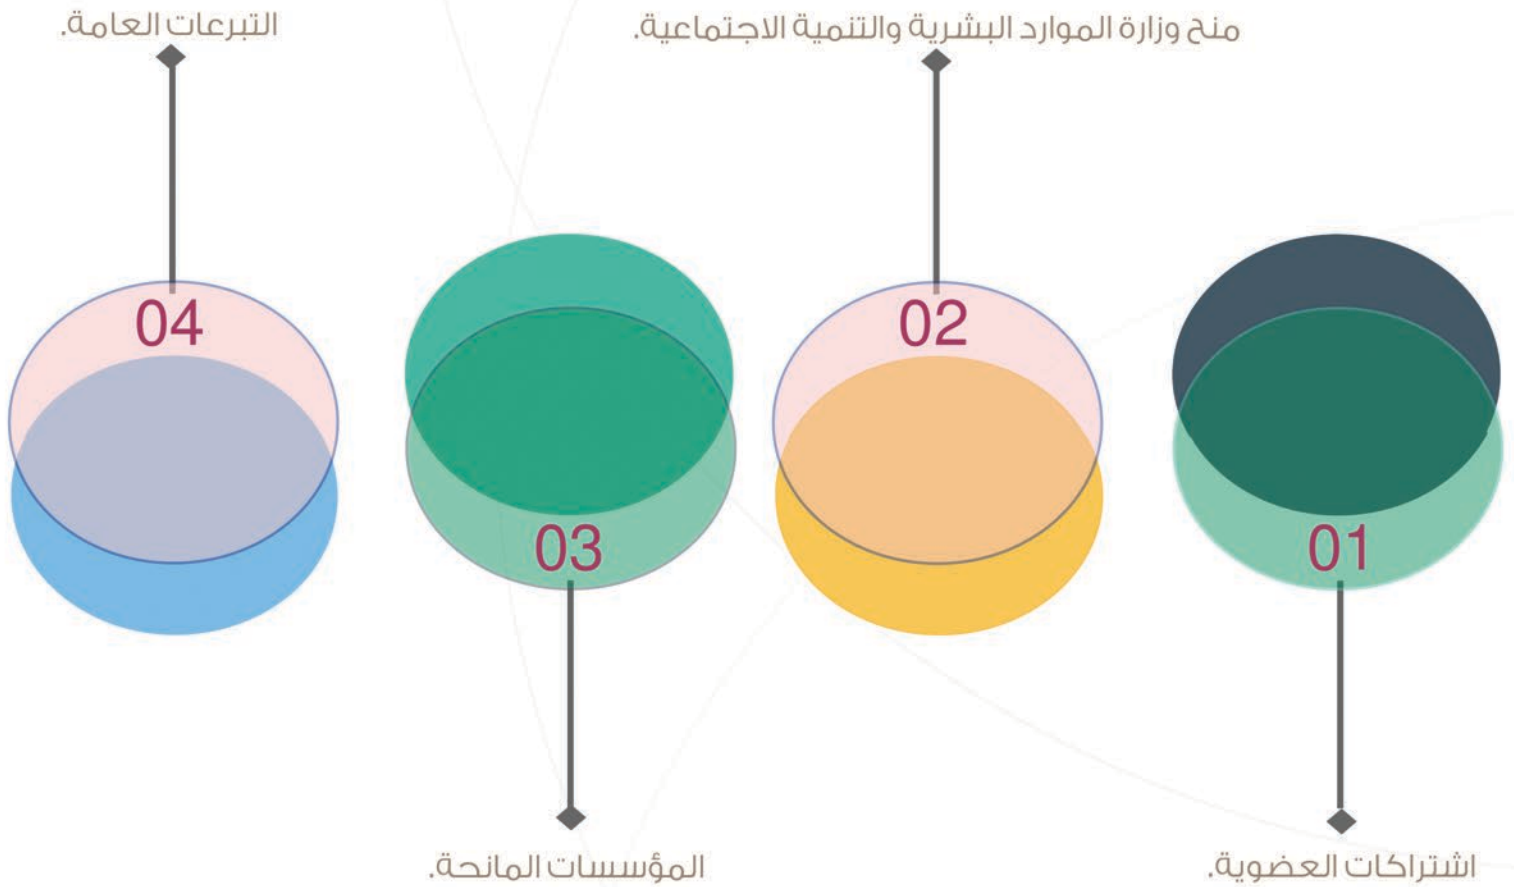 01
اشتراكات العضوية.
02
منح وزارة الموارد البشرية والتنمية الاجتماعية.
03
المؤسسات المانحة.
04
التبرعات العامة.